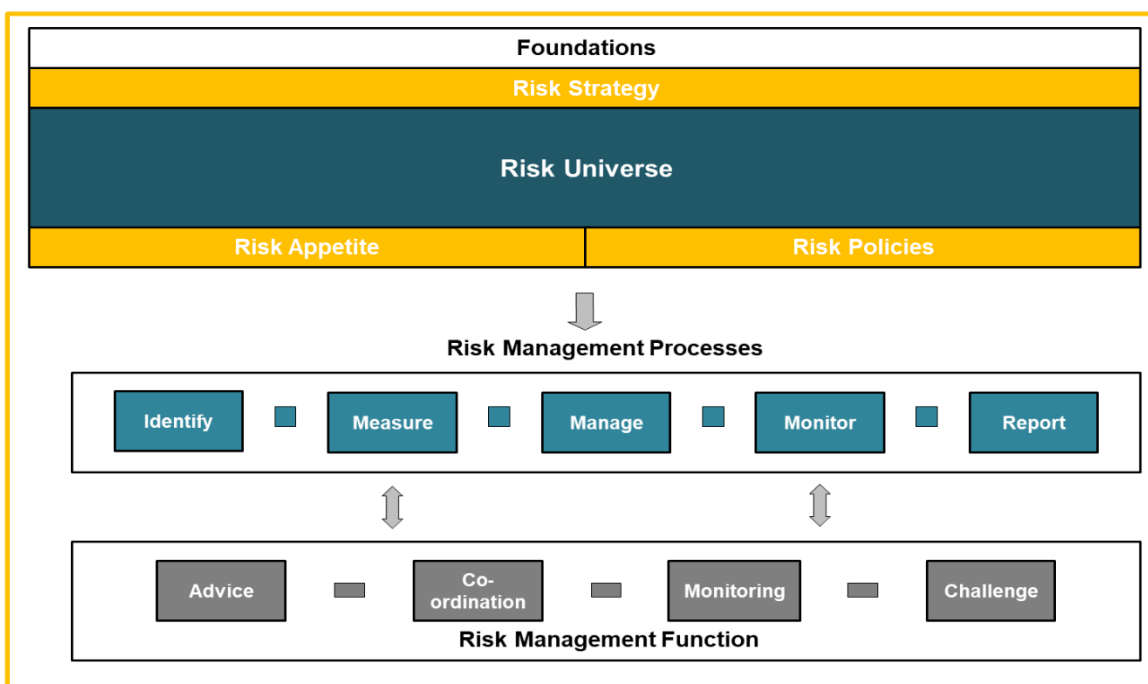 Foundations
Risk Strategy
Risk Universe
Risk Appetite
Risk Policies
Risk Management Processes
Identify
Measure
Manage
Monitor
Report
Advice
Co-
ordination
Monitoring
Challenge
Risk Management Function